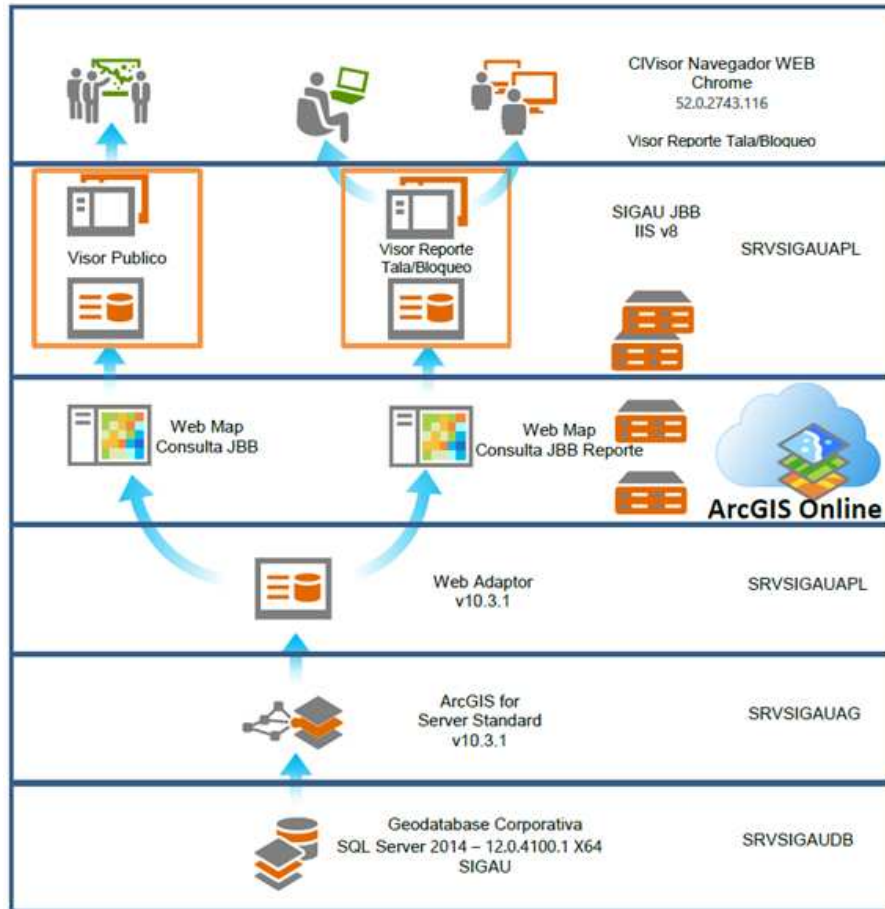 CIVisor Navegador WEB
Chrome
52.0.2743.116
Visor Reporte Tala/Bloqueo
Visor Publico
Visor Reporte
Tala/Bloqueo
SIGAU JBB
IIS v8
SRVSIGAUAPL
Web Map
Consulta JBB
Web Map
Consulta JBB Reporte
ArcGIS Online
Web Adaptor
v10.3.1
SRVSIGAUAPL
ArcGIS for
Server Standard
v10.3.1
SRVSIGAUAG
Geodatabase Corporativa
SQL Server 2014 – 12.0.4100.1 X64
SIGAU
SRVSIGAUDB